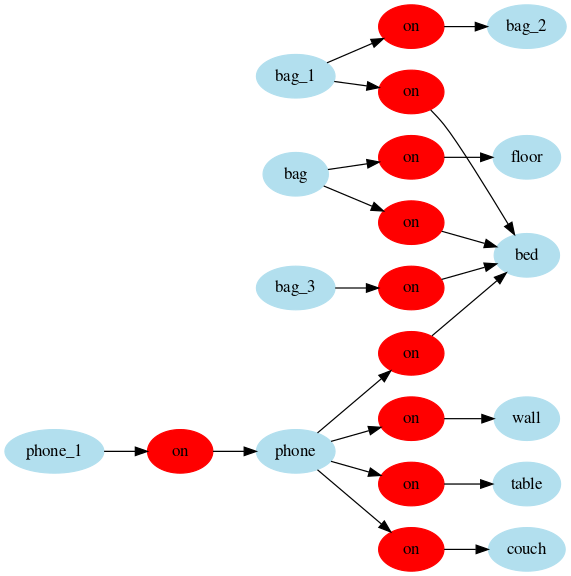 on
bag_2
bag_1
on
on
floor
bag
on
bed
bag_3
on
on
on
wall
phone_1
on
phone
on
table
on
couch